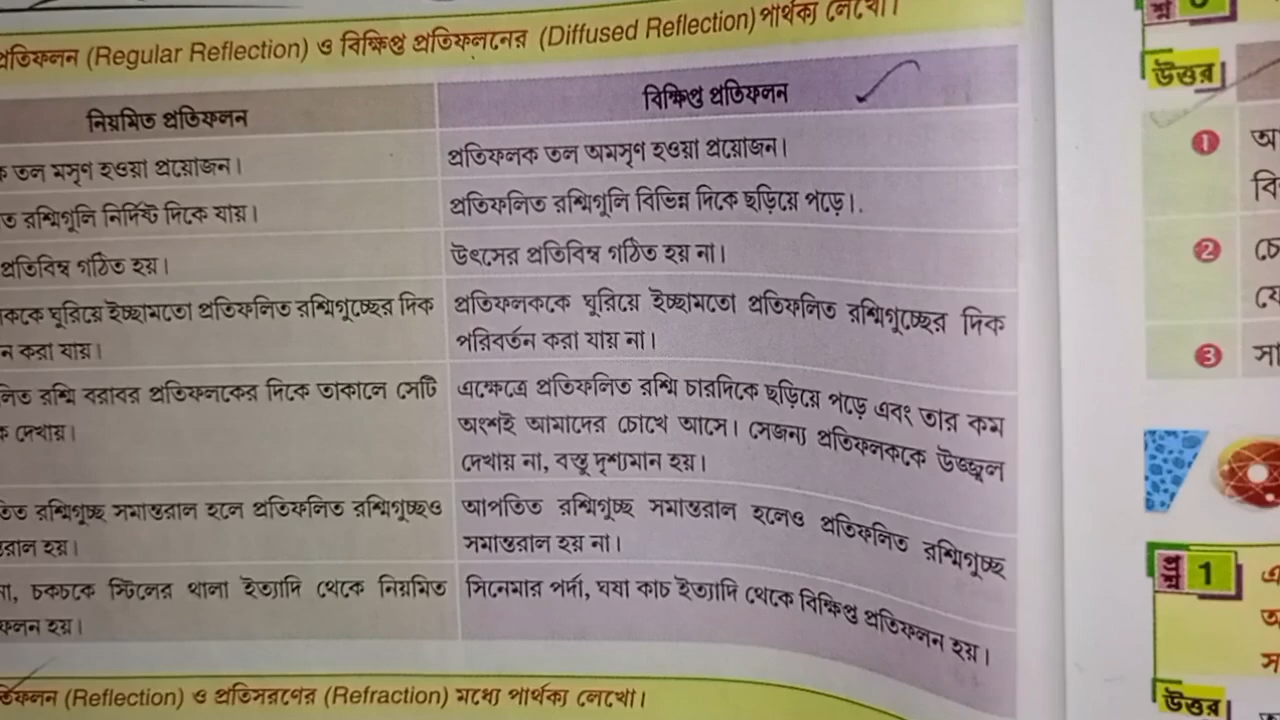 প্রতিফলন (Regular Reflection) ও বিক্ষিপ্ত প্রতিফলনের (Diffused Reflection) পার্থক্য লেখো।
নিয়মিত প্রতিফলন
বিক্ষিপ্ত প্রতিফলন
তল মসৃণ হওয়া প্রয়োজন।
প্রতিফলক তল অমসৃণ হওয়া প্রয়োজন।
রশ্মিগুলি নির্দিষ্ট দিকে যায়।
প্রতিফলিত রশ্মিগুলি বিভিন্ন দিকে ছড়িয়ে পড়ে।
প্রতিবিম্ব গঠিত হয়।
উৎসের প্রতিবিম্ব গঠিত হয় না।
ঘুরিয়ে ইচ্ছামতো প্রতিফলিত রশ্মিগুচ্ছের দিক
করা যায়।
প্রতিফলককে ঘুরিয়ে ইচ্ছামতো প্রতিফলিত রশ্মিগুচ্ছের দিক
পরিবর্তন করা যায় না।
রশ্মি বরাবর প্রতিফলকের দিকে তাকালে সেটি
দেখায়।
এক্ষেত্রে প্রতিফলিত রশ্মি চারদিকে ছড়িয়ে পড়ে এবং তার কম
অংশই আমাদের চোখে আসে। সেজন্য প্রতিফলককে উজ্জ্বল
দেখায় না, বস্তু দৃশ্যমান হয়।
রশ্মিগুচ্ছ সমান্তরাল হলে প্রতিফলিত রশ্মিগুচ্ছও
হয়।
আপতিত রশ্মিগুচ্ছ সমান্তরাল হলেও প্রতিফলিত রশ্মিগুচ্ছ
সমান্তরাল হয় না।
চকচকে স্টিলের থালা ইত্যাদি থেকে নিয়মিত
হয়।
সিনেমার পর্দা, ঘষা কাচ ইত্যাদি থেকে বিক্ষিপ্ত প্রতিফলন হয়।
(Reflection) ও প্রতিসরণের (Refraction) মধ্যে পার্থক্য লেখো।
উত্তর
1
2
3
প্রশ্ন 1
উত্তর